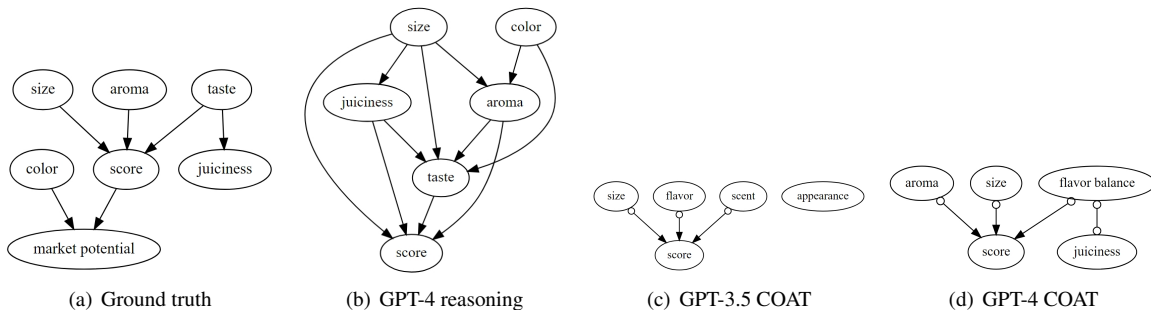 size
aroma
taste
color
score
juiciness
market potential
(a) Ground truth
size
color
juiciness
aroma
taste
score
(b) GPT-4 reasoning
size
flavor
scent
appearance
score
(c) GPT-3.5 COAT
aroma
size
flavor balance
score
juiciness
(d) GPT-4 COAT